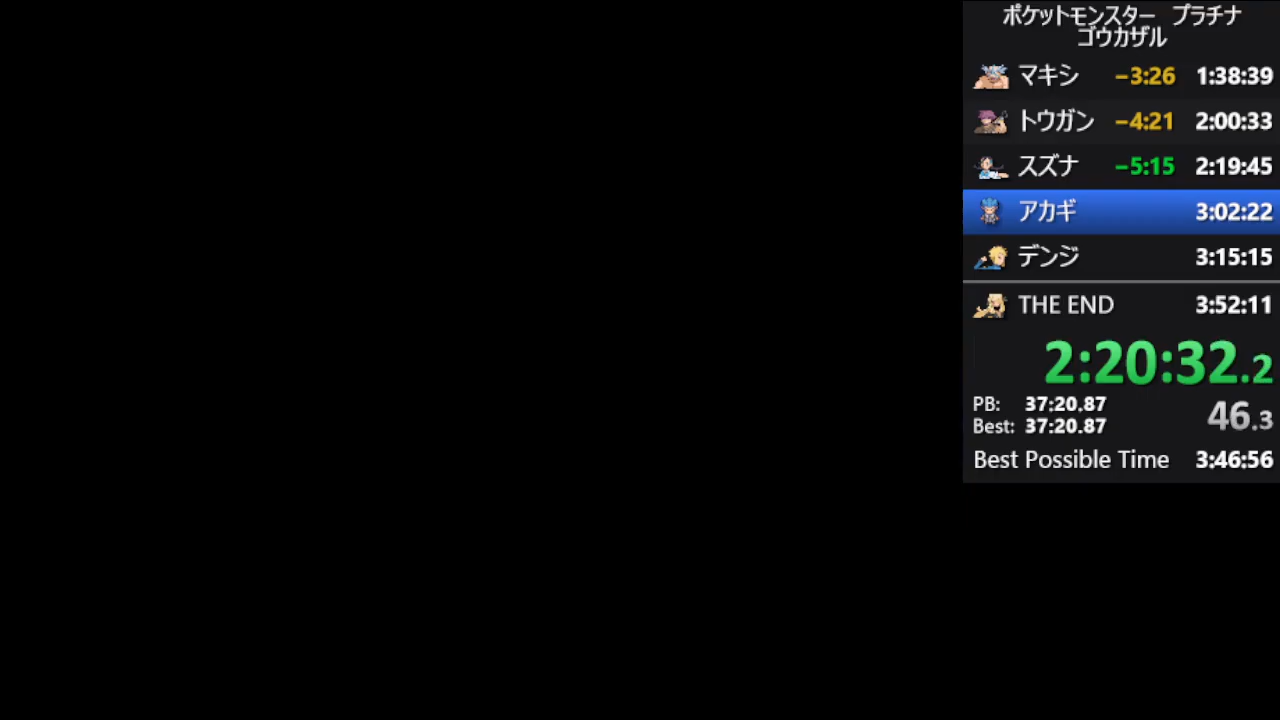 ポケットモンスター プラチナ
ゴウカザル
マキシ −3:26 1:38:39
トウガン −4:21 2:00:33
スズナ −5:15 2:19:45
アカギ 3:02:22
デンジ 3:15:15
THE END 3:52:11
2:20:32.2
PB: 37:20.87 46.3
Best: 37:20.87
Best Possible Time 3:46:56